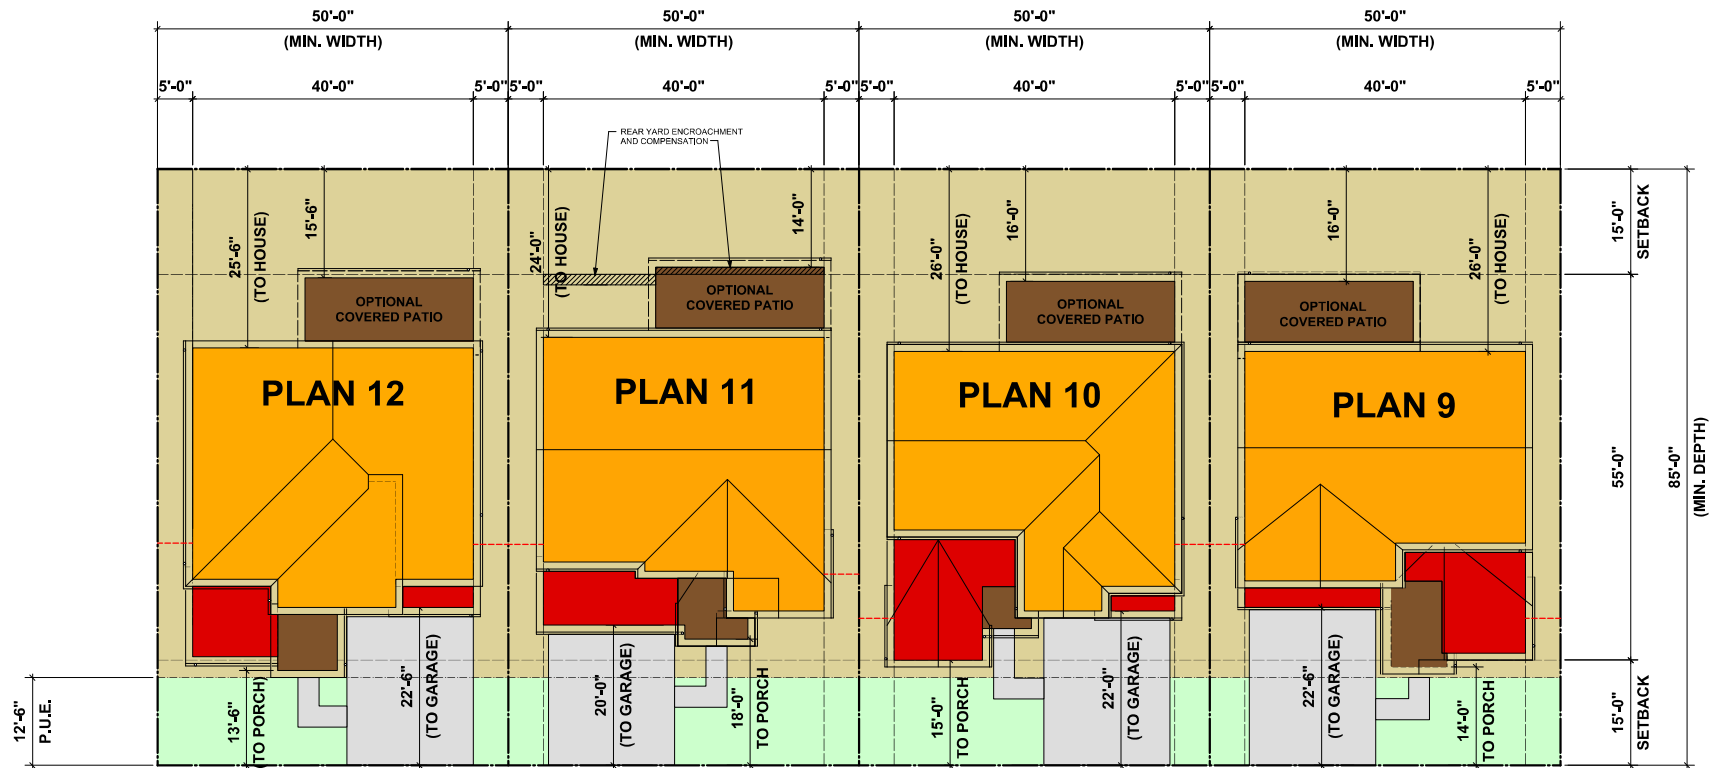 50'-0" 50'-0" 50'-0" 50'-0"
(MIN. WIDTH) (MIN. WIDTH) (MIN. WIDTH) (MIN. WIDTH)
5'-0" 40'-0" 5'-0" 5'-0" 40'-0" 5'-0" 5'-0" 40'-0" 5'-0" 5'-0" 40'-0" 5'-0"
REAR YARD ENCROACHMENT
AND COMPENSATION
25'-6"
(TO HOUSE)
15'-6"
24'-0"
(TO HOUSE)
14'-0"
26'-0"
(TO HOUSE)
16'-0"
16'-0"
26'-0"
(TO HOUSE)
15'-0"
SETBACK
OPTIONAL
COVERED PATIO
OPTIONAL
COVERED PATIO
OPTIONAL
COVERED PATIO
OPTIONAL
COVERED PATIO
PLAN 12
PLAN 11
PLAN 10
PLAN 9
55'-0"
85'-0"
(MIN. DEPTH)
12'-6"
P.U.E.
13'-6"
(TO PORCH)
22'-6"
(TO GARAGE)
20'-0"
(TO GARAGE)
18'-0"
TO PORCH
15'-0"
TO PORCH
22'-0"
(TO GARAGE)
22'-6"
(TO GARAGE)
14'-0"
TO PORCH
15'-0"
SETBACK